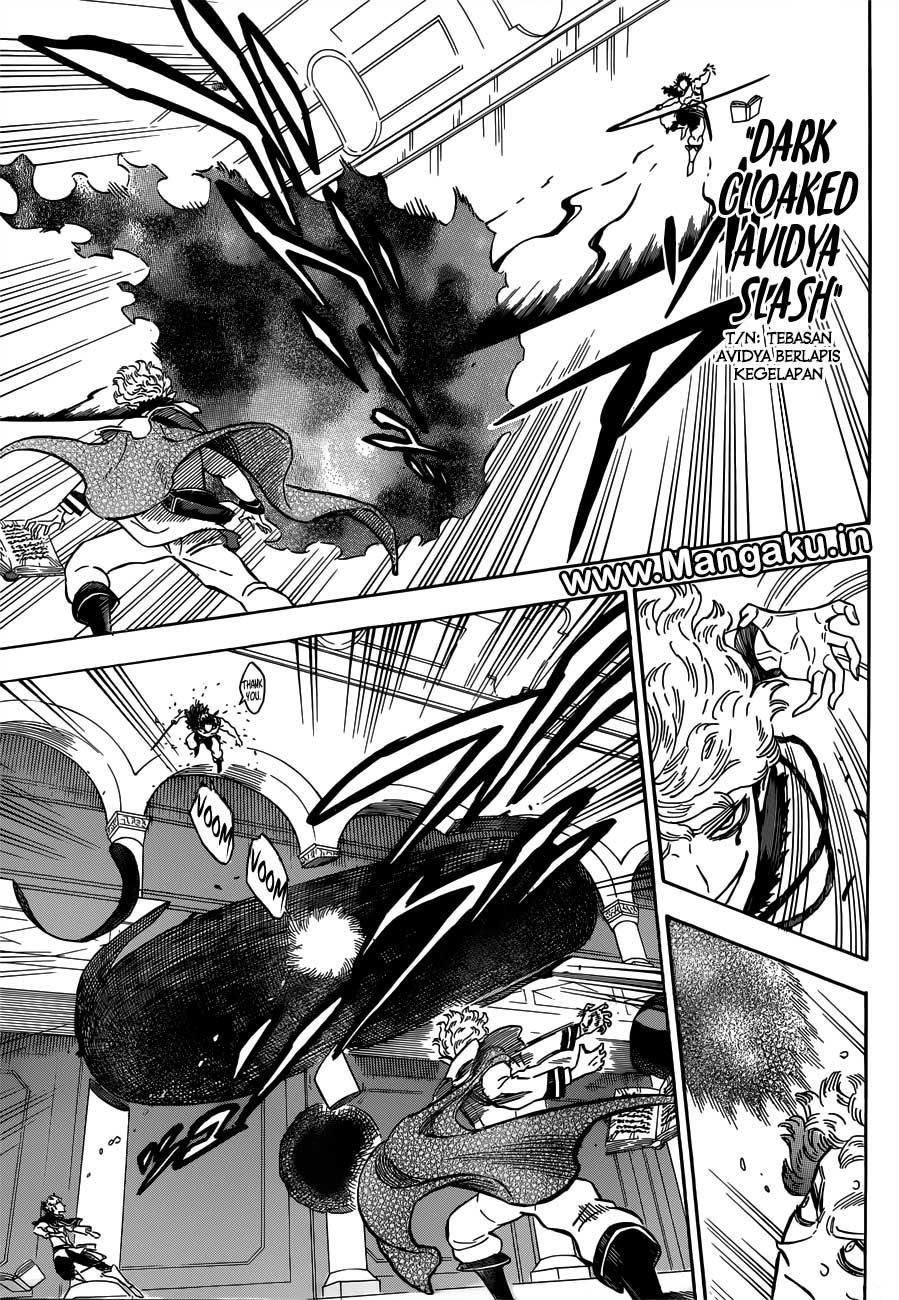 "DARK
CLOAKED
AVIDYA
SLASH"
T/N: TEBASAN
AVIDYA BERLAPIS
KEGELAPAN
www.Mangaku.in
THANK
YOU.
VOOM
VOOM